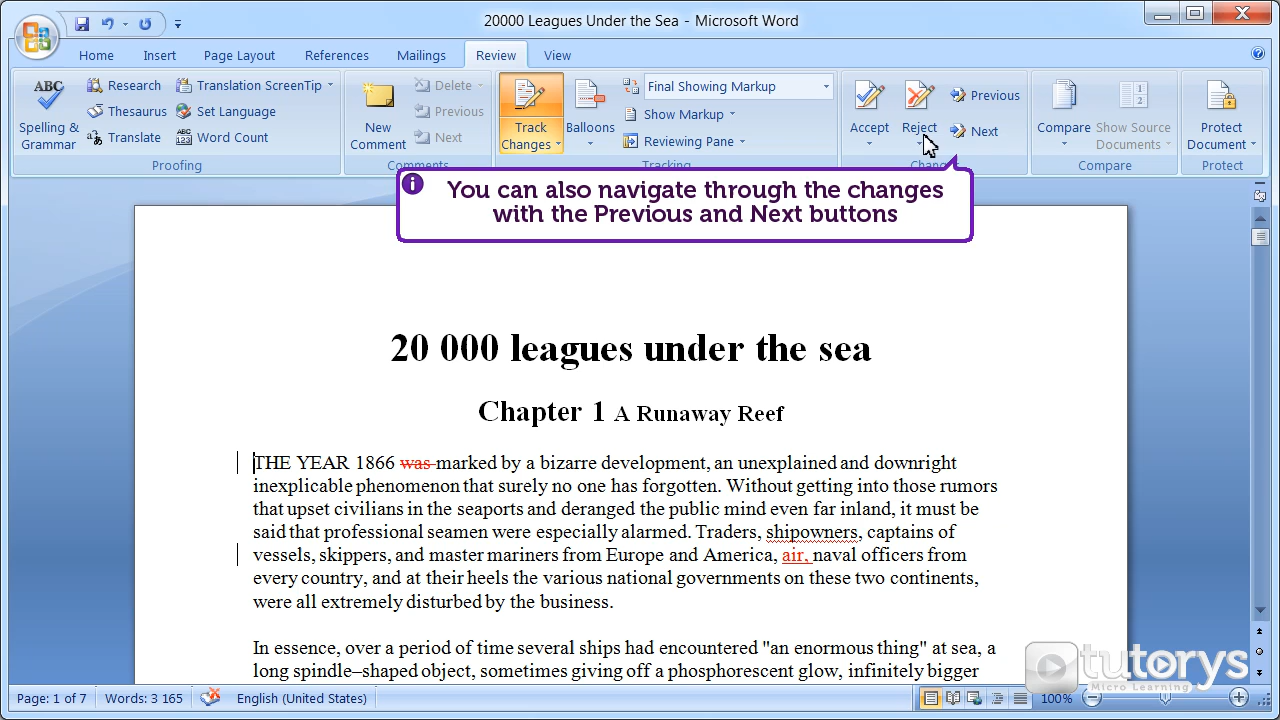 20000 Leagues Under the Sea - Microsoft Word
Home Insert Page Layout References Mailings Review View
ABC
Spelling &
Grammar
Research
Thesaurus
Translate
Translation ScreenTip
Set Language
ABC
123
Word Count
Proofing
New
Comment
Delete
Previous
Next
Comments
Track
Changes
Balloons
Final Showing Markup
Show Markup
Reviewing Pane
Tracking
Accept
Reject
Previous
Next
Compare
Show Source
Documents
Compare
Protect
Document
Protect
You can also navigate through the changes
with the Previous and Next buttons
20 000 leagues under the sea
Chapter 1 A Runaway Reef
THE YEAR 1866 was marked by a bizarre development, an unexplained and downright
inexplicable phenomenon that surely no one has forgotten. Without getting into those rumors
that upset civilians in the seaports and deranged the public mind even far inland, it must be
said that professional seamen were especially alarmed. Traders, shipowners, captains of
vessels, skippers, and master mariners from Europe and America, air, naval officers from
every country, and at their heels the various national governments on these two continents,
were all extremely disturbed by the business.
In essence, over a period of time several ships had encountered "an enormous thing" at sea, a
long spindle–shaped object, sometimes giving off a phosphorescent glow, infinitely bigger
tutorys
Micro Learning
Page: 1 of 7 Words: 3 165 English (United States) 100%